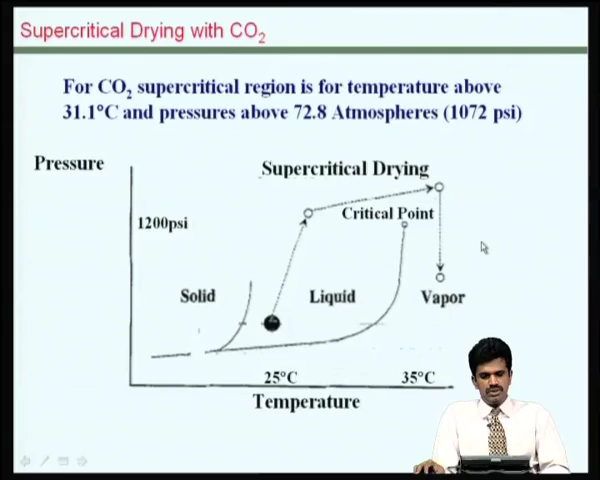 Supercritical Drying with CO2
For CO2 supercritical region is for temperature above
31.1°C and pressures above 72.8 Atmospheres (1072 psi)
Pressure
Supercritical Drying
Critical Point
1200psi
Solid
Liquid
Vapor
25°C
35°C
Temperature